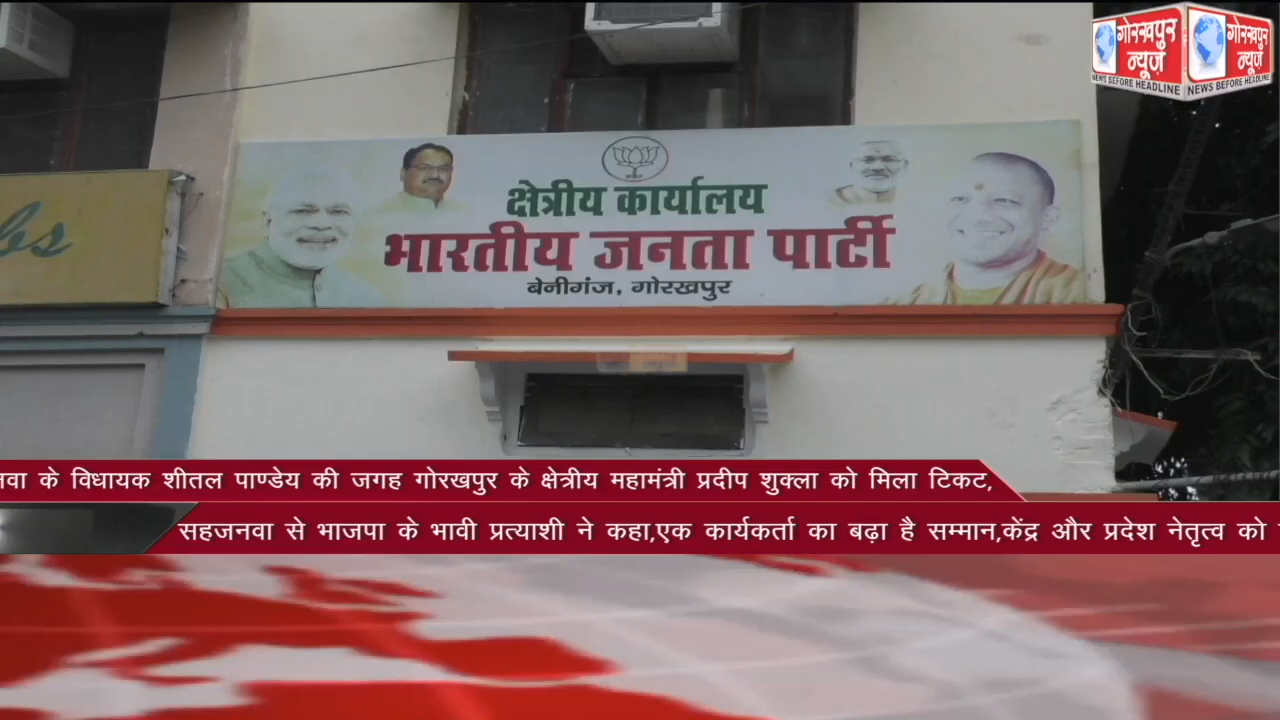 गोरखपुर
न्यूज़
NEWS BEFORE HEADLINE
गोरखपुर
न्यूज़
NEWS BEFORE HEADLINE
क्षेत्रीय कार्यालय
भारतीय जनता पार्टी
बेनीगंज, गोरखपुर
के विधायक शीतल पाण्डेय की जगह गोरखपुर के क्षेत्रीय महामंत्री प्रदीप शुक्ला को मिला टिकट,
सहजनवा से भाजपा के भावी प्रत्याशी ने कहा,एक कार्यकर्ता का बढ़ा है सम्मान,केंद्र और प्रदेश नेतृत्व को